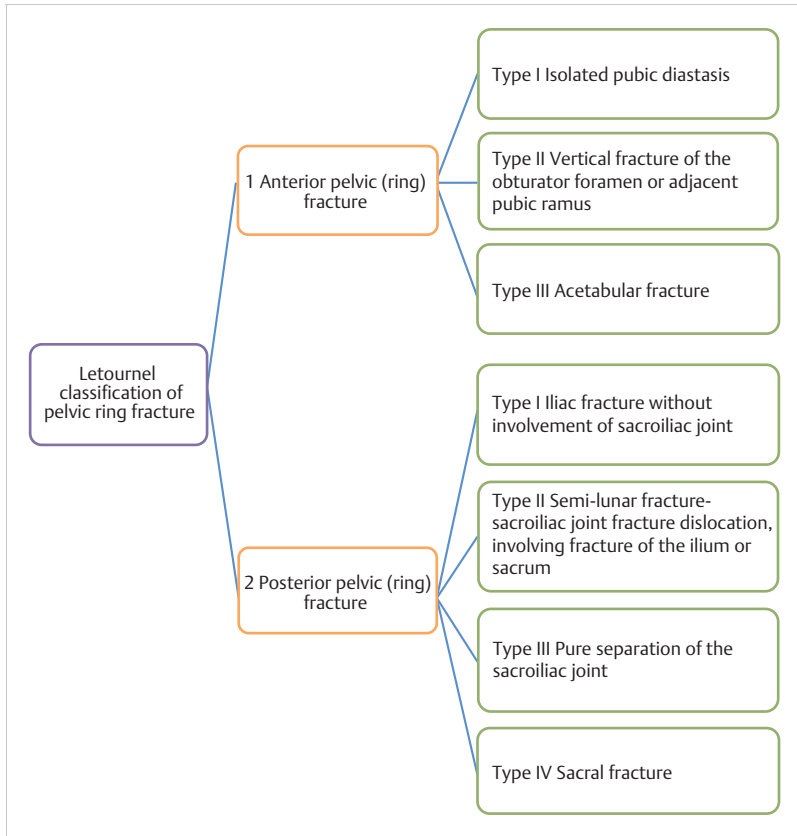 Letournel
classification of
pelvic ring fracture
1 Anterior pelvic (ring)
fracture
Type I Isolated pubic diastasis
Type II Vertical fracture of the
obturator foramen or adjacent
pubic ramus
Type III Acetabular fracture
2 Posterior pelvic (ring)
fracture
Type I Iliac fracture without
involvement of sacroiliac joint
Type II Semi-lunar fracture-
sacroiliac joint fracture dislocation,
involving fracture of the ilium or
sacrum
Type III Pure separation of the
sacroiliac joint
Type IV Sacral fracture